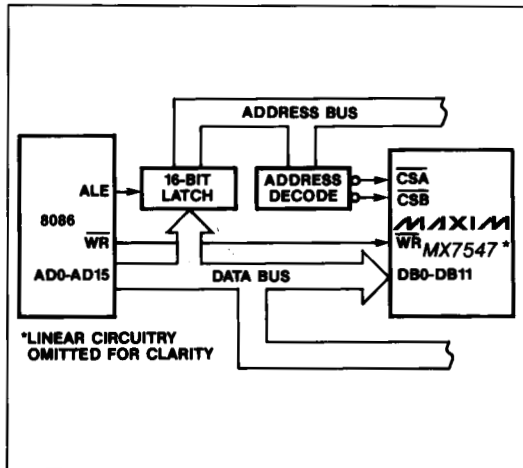 ADDRESS BUS
ALE
16-BIT
LATCH
ADDRESS
DECODE
CSA
CSB
8086
MAXIM
WR
WR
MX7547 *
AD0-AD15
DATA BUS
DB0-DB11
*LINEAR CIRCUITRY
OMITTED FOR CLARITY